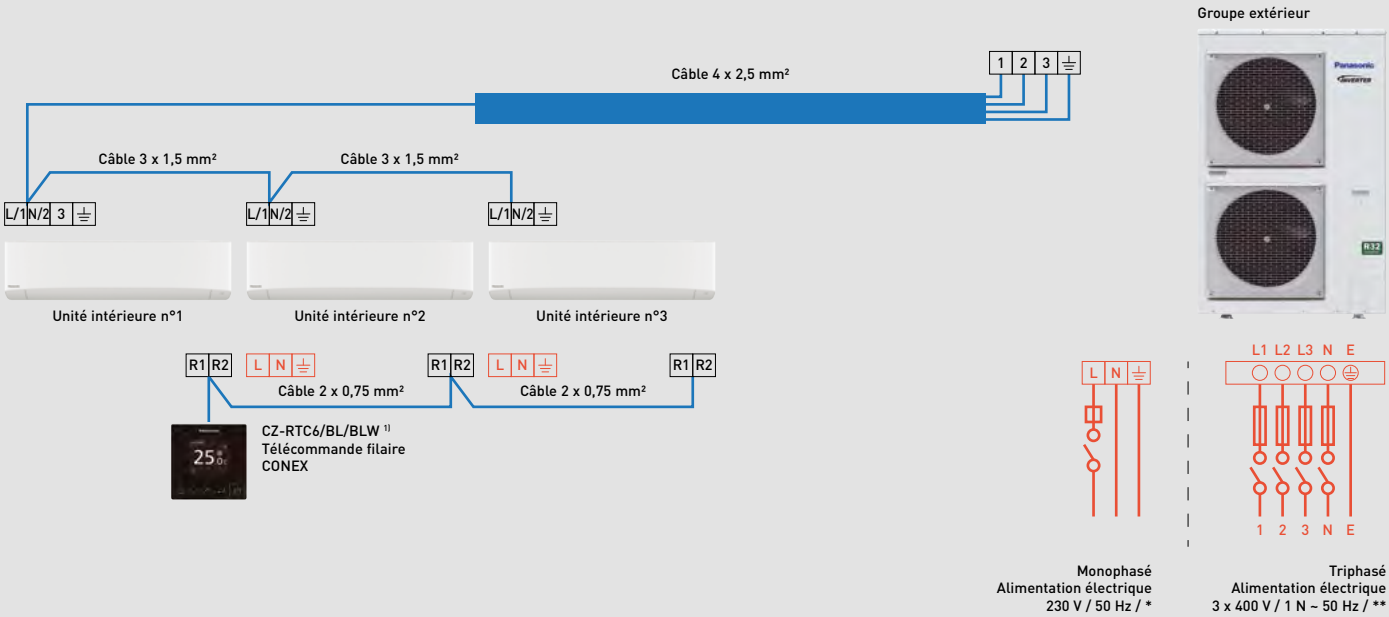 Groupe extérieur
Câble 4 x 2,5 mm²
1 2 3
Panasonic
INVERTER
Câble 3 x 1,5 mm²
Câble 3 x 1,5 mm²
L/1 N/2 3
L/1 N/2
L/1 N/2
R32
Unité intérieure n°1
Unité intérieure n°2
Unité intérieure n°3
R1 R2
L N
R1 R2
L N
R1 R2
Câble 2 x 0,75 mm²
Câble 2 x 0,75 mm²
L N
L1 L2 L3 N E
CZ-RTC6/BL/BLW 1)
Télécommande filaire
CONEX
25
1 2 3 N E
Monophasé
Alimentation électrique
230 V / 50 Hz / *
Triphasé
Alimentation électrique
3 x 400 V / 1 N ~ 50 Hz / **